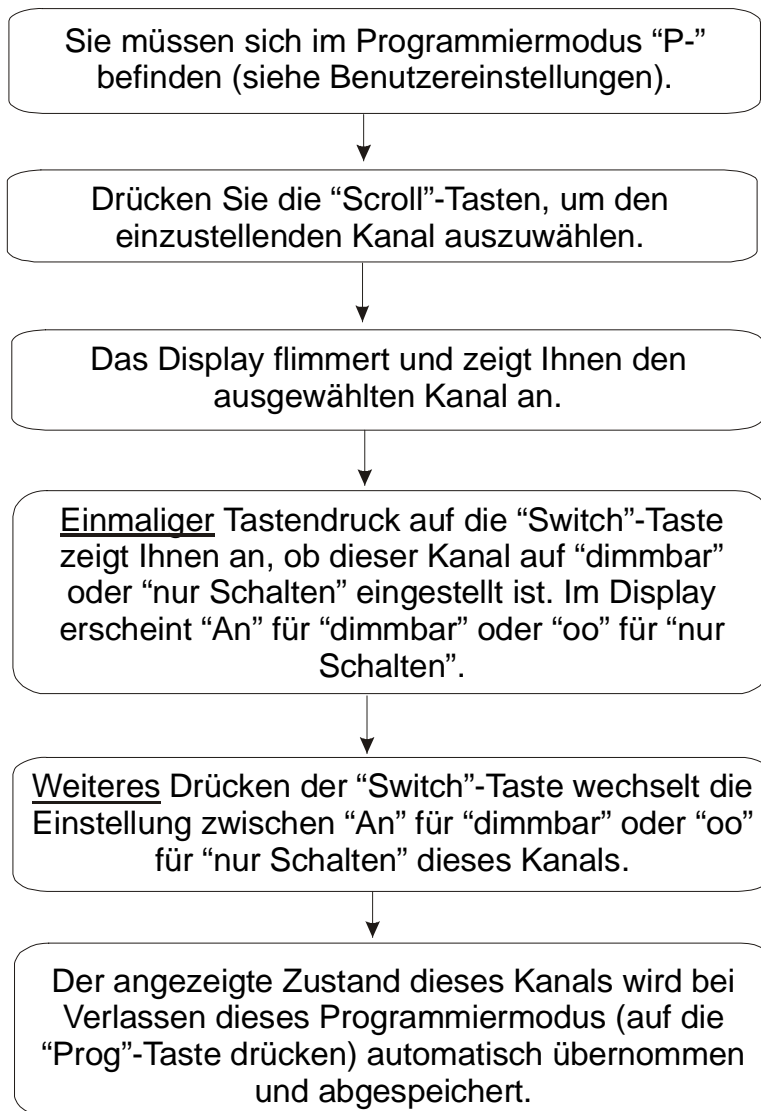 Sie müssen sich im Programmiermodus “P-”
befinden (siehe Benutzereinstellungen).
Drücken Sie die “Scroll”-Tasten, um den
einzustellenden Kanal auszuwählen.
Das Display flimmert und zeigt Ihnen den
ausgewählten Kanal an.
Einmaliger Tastendruck auf die “Switch”-Taste
zeigt Ihnen an, ob dieser Kanal auf “dimmbar”
oder “nur Schalten” eingestellt ist. Im Display
erscheint “An” für “dimmbar” oder “oo” für “nur
Schalten”.
Weiteres Drücken der “Switch”-Taste wechselt die
Einstellung zwischen “An” für “dimmbar” oder “oo”
für “nur Schalten” dieses Kanals.
Der angezeigte Zustand dieses Kanals wird bei
Verlassen dieses Programmiermodus (auf die
“Prog”-Taste drücken) automatisch übernommen
und abgespeichert.